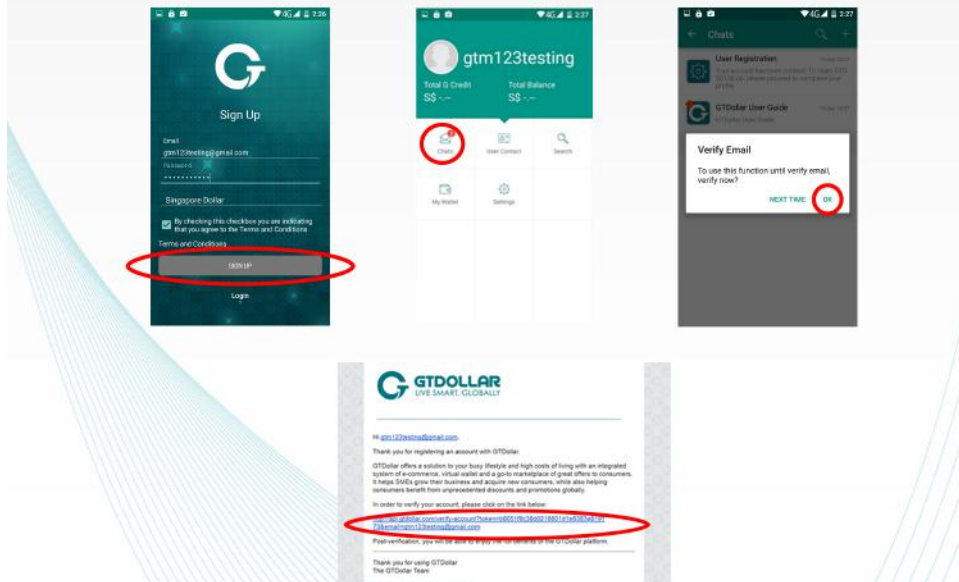 4G 2:26
Sign Up
Email
gtm123testing@gmail.com
Password
Singapore Dollar
By checking this checkbox you are indicating
that you agree to the Terms and Conditions
Terms and Conditions
SIGN UP
Login
4G 2:27
gtm123testing
Total G Credit Total Balance
S$ -.-- S$ -.--
Chats User Contact Search
My Wallet Settings
4G 2:27
Chats
User Registration
profile
GTDollar User Guide
GTDollar User Guide
Verify Email
To use this function until verify email,
verify now?
NEXT TIME OK
GTDOLLAR
LIVE SMART, GLOBALLY
Hi gtm123testing@gmail.com,
Thank you for registering an account with GTDollar.
GTDollar offers a solution to your busy lifestyle and high costs of living with an integrated
system of e-commerce, virtual wallet and a go-to marketplace of great offers to consumers.
It helps SMEs grow their business and acquire new consumers, while also helping
consumers benefit from unprecedented discounts and promotions globally.
In order to verify your account, please click on the link below:
Post-verification, you will be able to enjoy the full benefits of the GTDollar platform.
Thank you for using GTDollar
The GTDollar Team